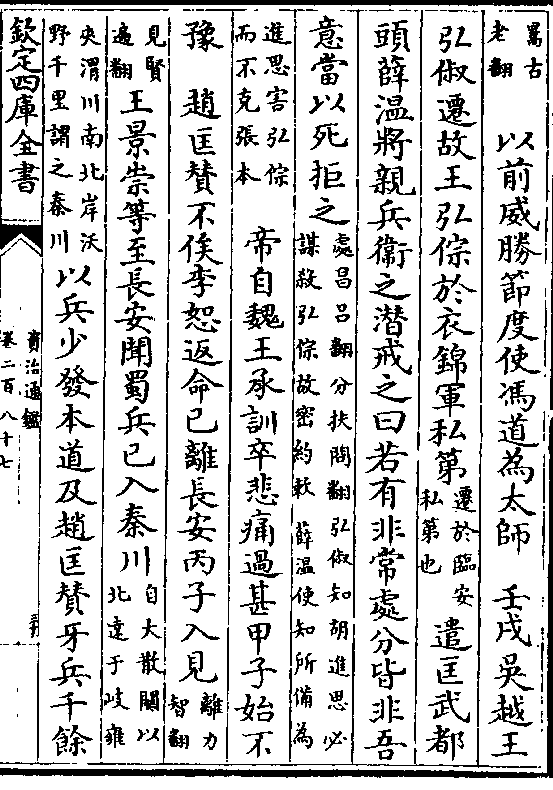 暠古
老翻
以前威勝節度使馮道為太師　壬戌吳越王
弘俶遷故王弘倧於衣錦軍私第
遷於臨安
私第也
遣匡武都
頭薛溫將親兵衛之潛戒之曰若有非常處分皆非吾
意當以死拒之
處昌呂翻分扶問翻弘俶知胡進思必
謀殺弘倧故密約敕薛溫使知所備為
進思害弘倧
而不克張本
帝自魏王承訓卒悲痛過甚甲子始不
豫　趙匡賛不俟李恕返命已離長安丙子入見
離力
智翻
見賢
遍翻
王景崇等至長安聞蜀兵已入秦川
自大散關以
北達于岐雍
夾渭川南北岸沃
野千里謂之秦川
以兵少發本道及趙匡賛牙兵千餘
欽定四庫全書
資治通鑑
卷二百八十七